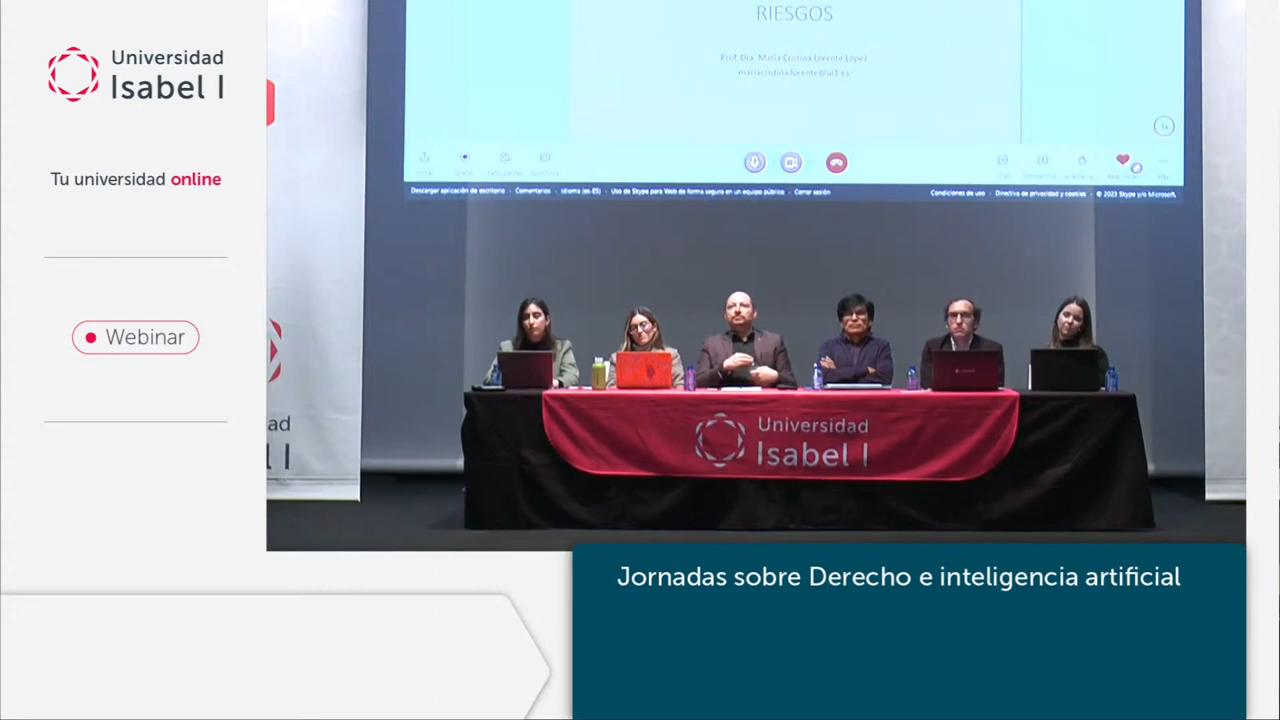 Universidad
Isabel I
Tu universidad online
Webinar
RIESGOS
Prof. Dra. María Cristina Lorente López
mariacristina.lorente@ui1.es
Descargar aplicación de escritorio · Comentarios · Idioma (es-ES) · Uso de Skype para Web de forma segura en un equipo público · Cerrar sesión
Condiciones de uso · Directiva de privacidad y cookies · © 2023 Skype y/o Microsoft.
ad
I
Universidad
Isabel I
Jornadas sobre Derecho e inteligencia artificial